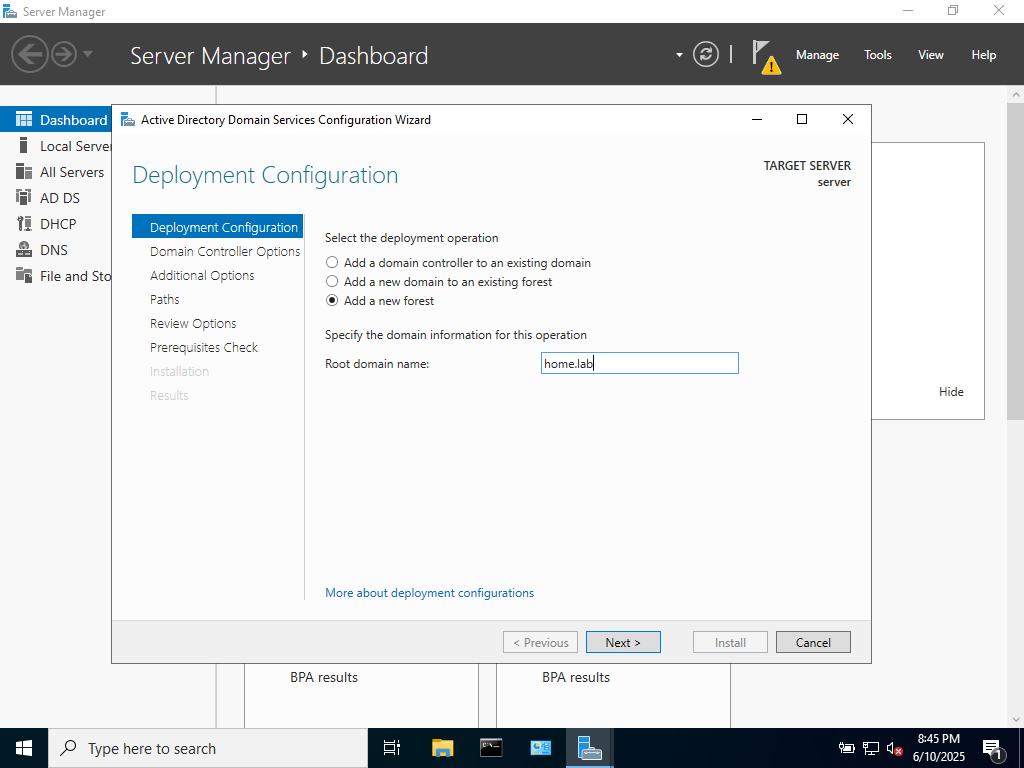 Server Manager
Server Manager ‣ Dashboard
Manage Tools View Help
Dashboard
Local Server
All Servers
AD DS
DHCP
DNS
File and Sto
Active Directory Domain Services Configuration Wizard
Deployment Configuration
TARGET SERVER
server
Deployment Configuration
Domain Controller Options
Additional Options
Paths
Review Options
Prerequisites Check
Installation
Results
Select the deployment operation
Add a domain controller to an existing domain
Add a new domain to an existing forest
Add a new forest
Specify the domain information for this operation
Root domain name: home.lab
More about deployment configurations
< Previous Next > Install Cancel
Hide
BPA results BPA results
Type here to search
8:45 PM
6/10/2025
1